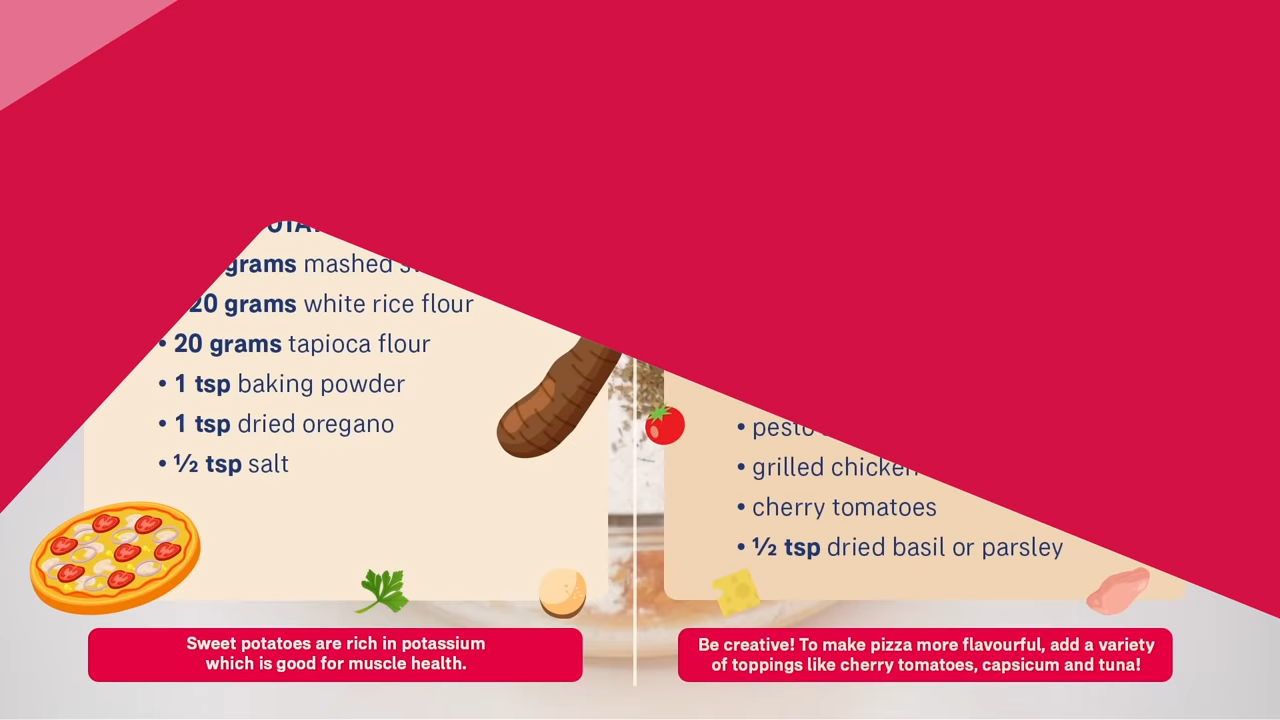 grams mashed
20 grams white rice flour
• 20 grams tapioca flour
• 1 tsp baking powder
• 1 tsp dried oregano
• ½ tsp salt
• pesto
• grilled chicken
• cherry tomatoes
• ½ tsp dried basil or parsley
Sweet potatoes are rich in potassium
which is good for muscle health.
Be creative! To make pizza more flavourful, add a variety
of toppings like cherry tomatoes, capsicum and tuna!